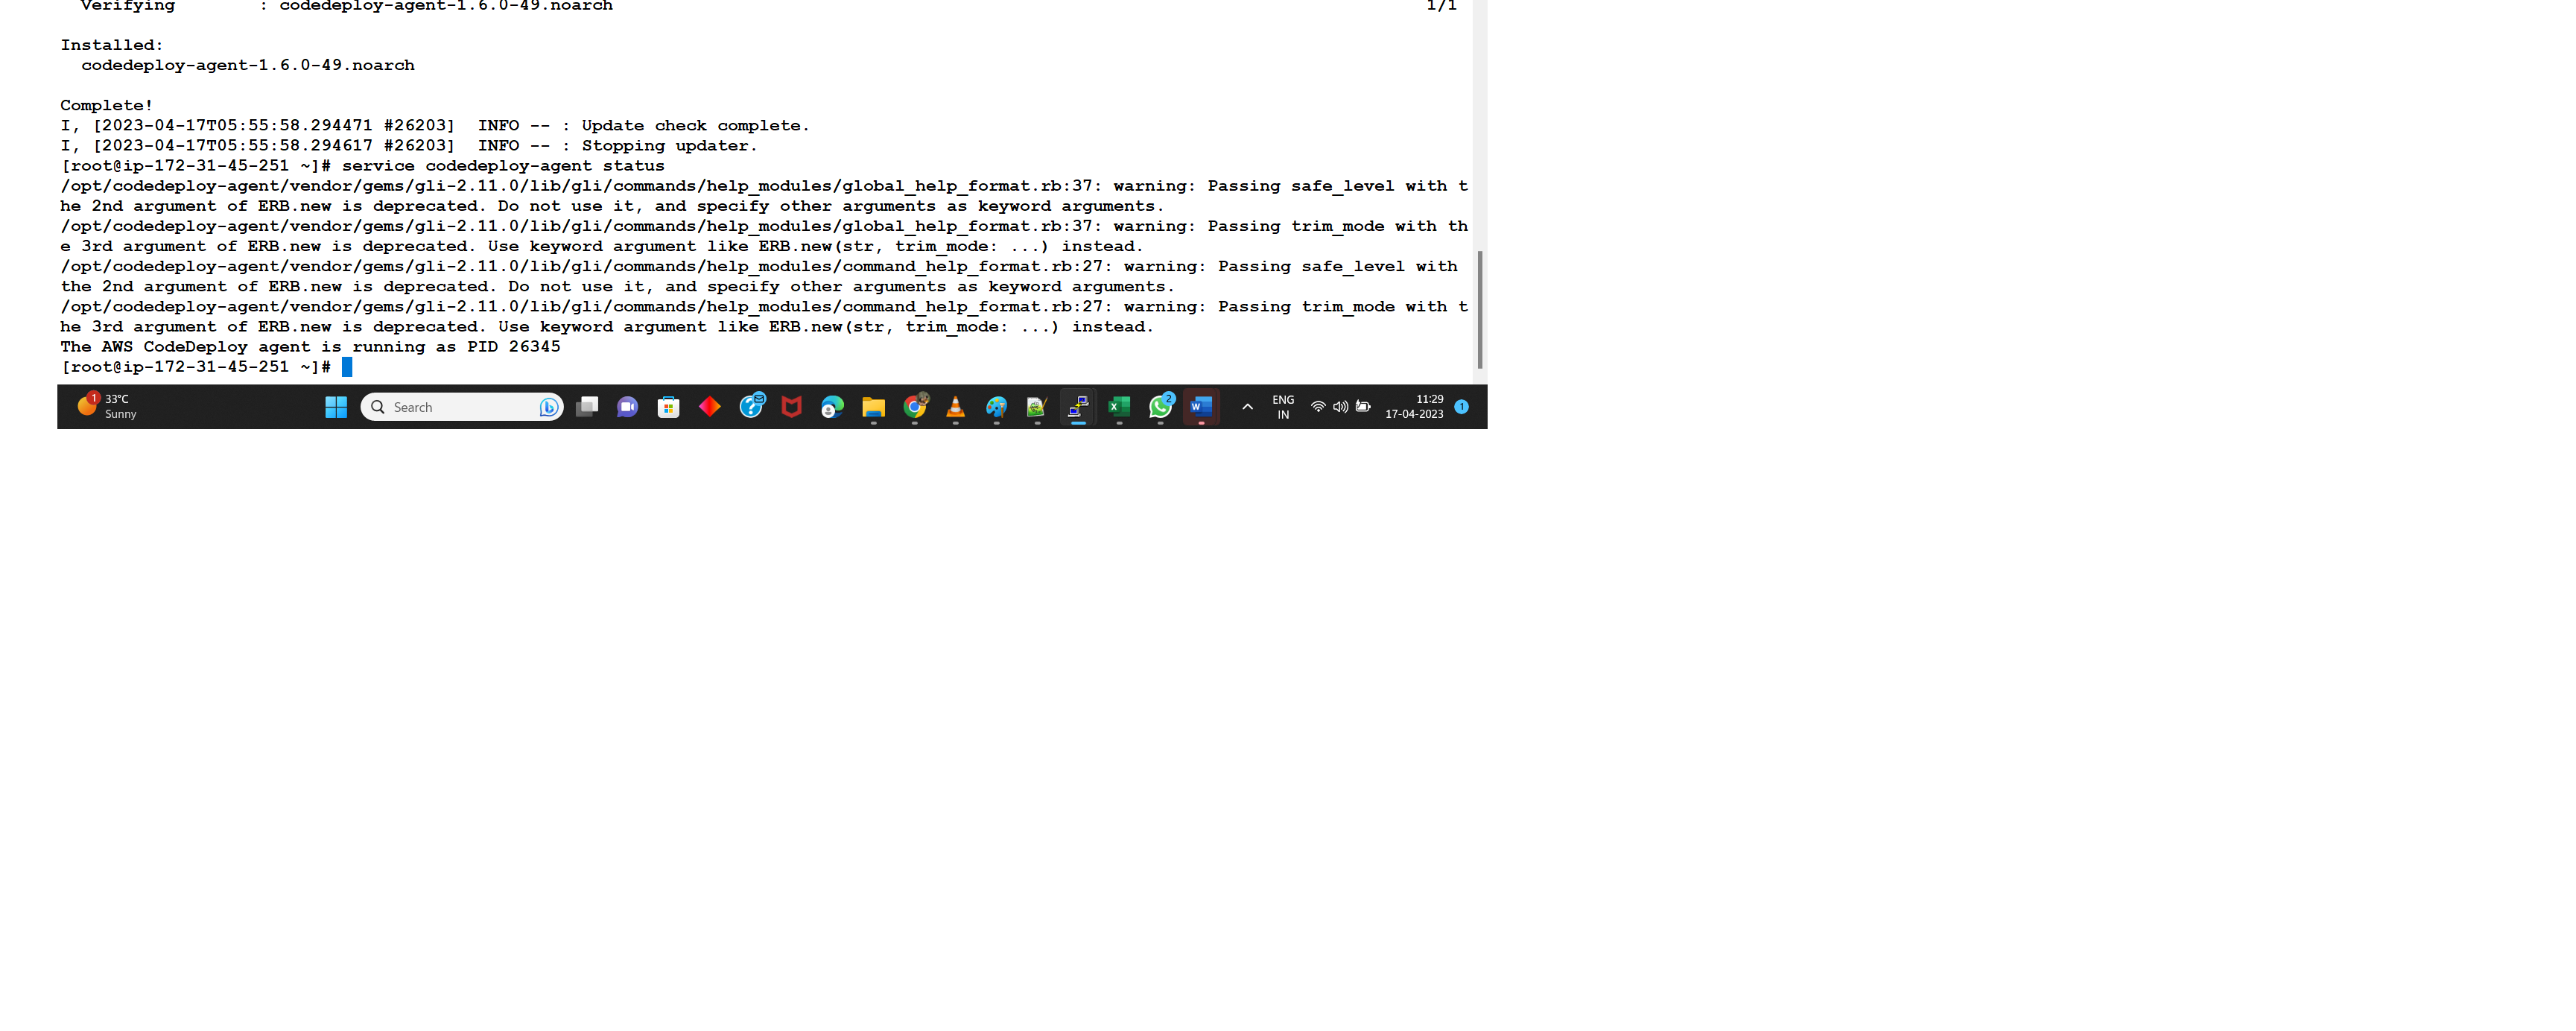 Verifying : codedeploy-agent-1.6.0-49.noarch 1/1
Installed:
codedeploy-agent-1.6.0-49.noarch
Complete!
I, [2023-04-17T05:55:58.294471 #26203]  INFO -- : Update check complete.
I, [2023-04-17T05:55:58.294617 #26203]  INFO -- : Stopping updater.
[root@ip-172-31-45-251 ~]# service codedeploy-agent status
/opt/codedeploy-agent/vendor/gems/gli-2.11.0/lib/gli/commands/help_modules/global_help_format.rb:37: warning: Passing safe_level with t
he 2nd argument of ERB.new is deprecated. Do not use it, and specify other arguments as keyword arguments.
/opt/codedeploy-agent/vendor/gems/gli-2.11.0/lib/gli/commands/help_modules/global_help_format.rb:37: warning: Passing trim_mode with th
e 3rd argument of ERB.new is deprecated. Use keyword argument like ERB.new(str, trim_mode: ...) instead.
/opt/codedeploy-agent/vendor/gems/gli-2.11.0/lib/gli/commands/help_modules/command_help_format.rb:27: warning: Passing safe_level with
the 2nd argument of ERB.new is deprecated. Do not use it, and specify other arguments as keyword arguments.
/opt/codedeploy-agent/vendor/gems/gli-2.11.0/lib/gli/commands/help_modules/command_help_format.rb:27: warning: Passing trim_mode with t
he 3rd argument of ERB.new is deprecated. Use keyword argument like ERB.new(str, trim_mode: ...) instead.
The AWS CodeDeploy agent is running as PID 26345
[root@ip-172-31-45-251 ~]#
1 33°C
Sunny
Search
2
ENG
IN
11:29
17-04-2023
1